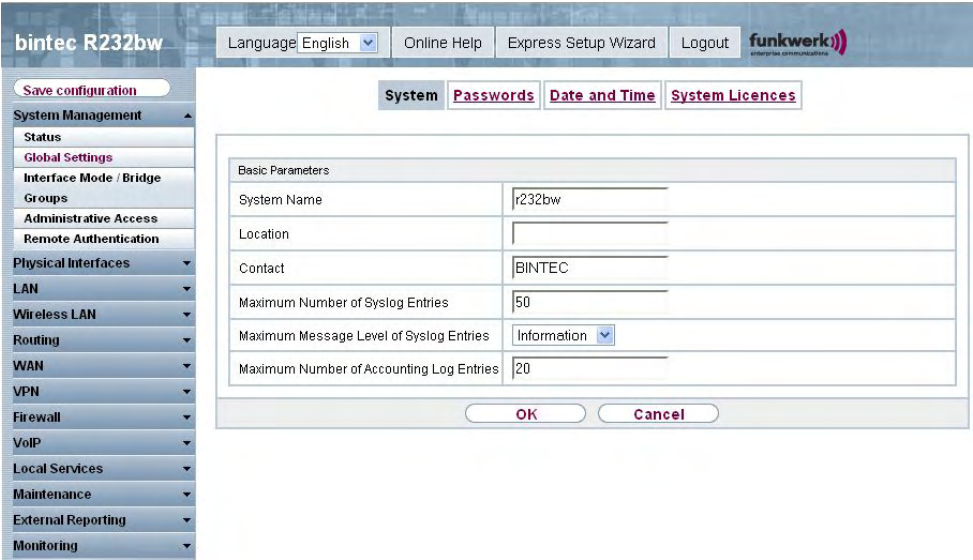 bintec R232bw
Language English Online Help Express Setup Wizard Logout funkwerk
enterprise communications
Save configuration
System Management
Status
Global Settings
Interface Mode / Bridge
Groups
Administrative Access
Remote Authentication
Physical Interfaces
LAN
Wireless LAN
Routing
WAN
VPN
Firewall
VoIP
Local Services
Maintenance
External Reporting
Monitoring
System Passwords Date and Time System Licences
Basic Parameters
System Name r232bw
Location
Contact BINTEC
Maximum Number of Syslog Entries 50
Maximum Message Level of Syslog Entries Information
Maximum Number of Accounting Log Entries 20
OK Cancel